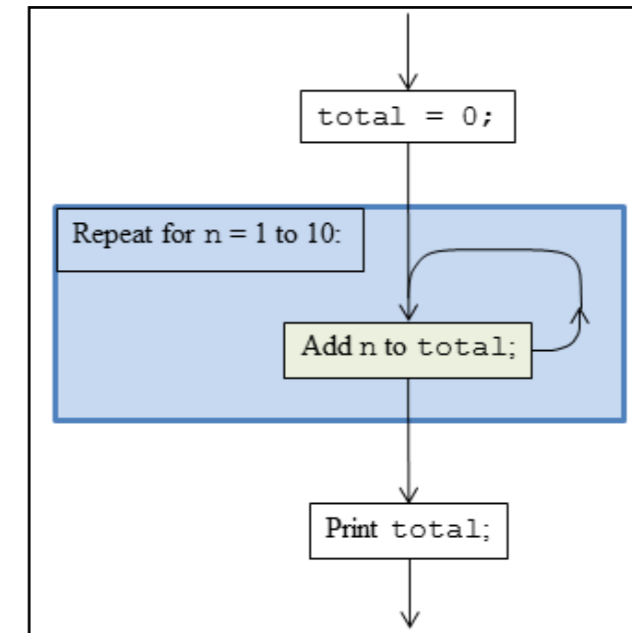 total = 0;
Repeat for n = 1 to 10:
Add n to total;
Print total;